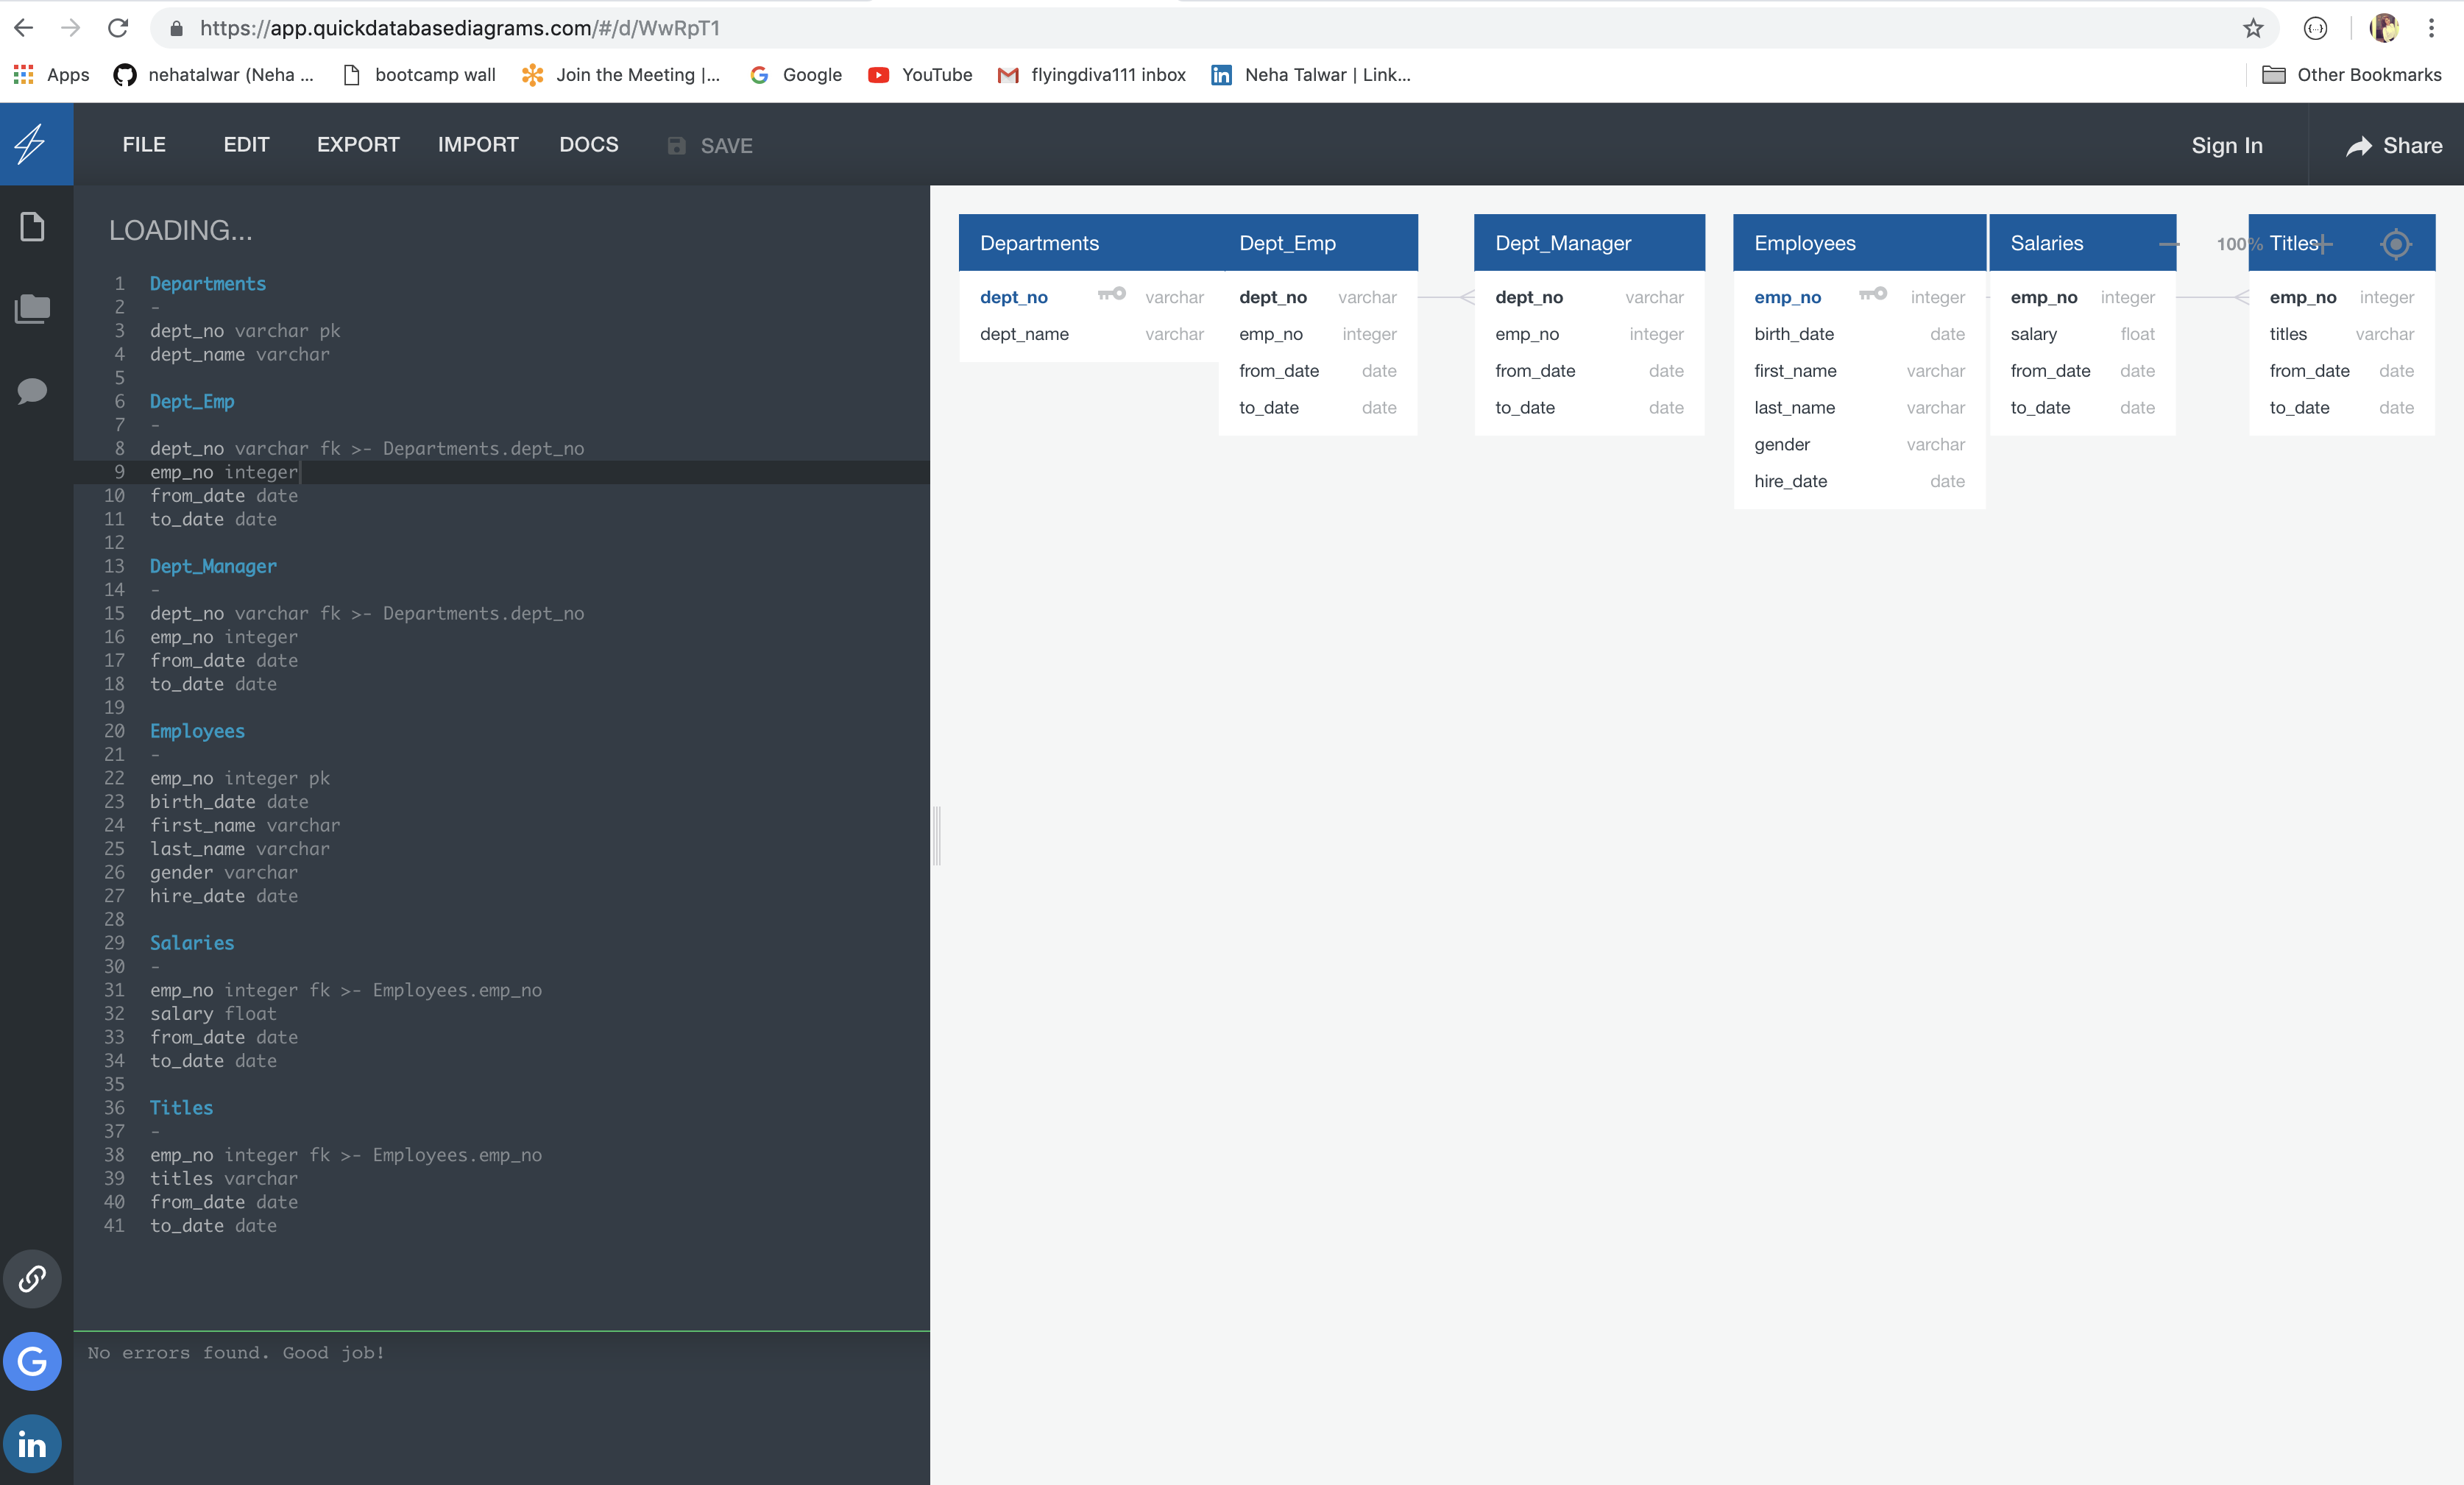 https://app.quickdatabasediagrams.com/#/d/WwRpT1
Apps nehatalwar (Neha ... bootcamp wall Join the Meeting |... Google YouTube flyingdiva111 inbox Neha Talwar | Link... Other Bookmarks
FILE EDIT EXPORT IMPORT DOCS SAVE Sign In Share
LOADING...
1 Departments
2 -
3 dept_no varchar pk
4 dept_name varchar
5
6 Dept_Emp
7 -
8 dept_no varchar fk >- Departments.dept_no
9 emp_no integer
10 from_date date
11 to_date date
12
13 Dept_Manager
14 -
15 dept_no varchar fk >- Departments.dept_no
16 emp_no integer
17 from_date date
18 to_date date
19
20 Employees
21 -
22 emp_no integer pk
23 birth_date date
24 first_name varchar
25 last_name varchar
26 gender varchar
27 hire_date date
28
29 Salaries
30 -
31 emp_no integer fk >- Employees.emp_no
32 salary float
33 from_date date
34 to_date date
35
36 Titles
37 -
38 emp_no integer fk >- Employees.emp_no
39 titles varchar
40 from_date date
41 to_date date
No errors found. Good job!
Departments
dept_no varchar
dept_name varchar
Dept_Emp
dept_no varchar
emp_no integer
from_date date
to_date date
Dept_Manager
dept_no varchar
emp_no integer
from_date date
to_date date
Employees
emp_no integer
birth_date date
first_name varchar
last_name varchar
gender varchar
hire_date date
Salaries
emp_no integer
salary float
from_date date
to_date date
100%
Titles
emp_no integer
titles varchar
from_date date
to_date date
G
in